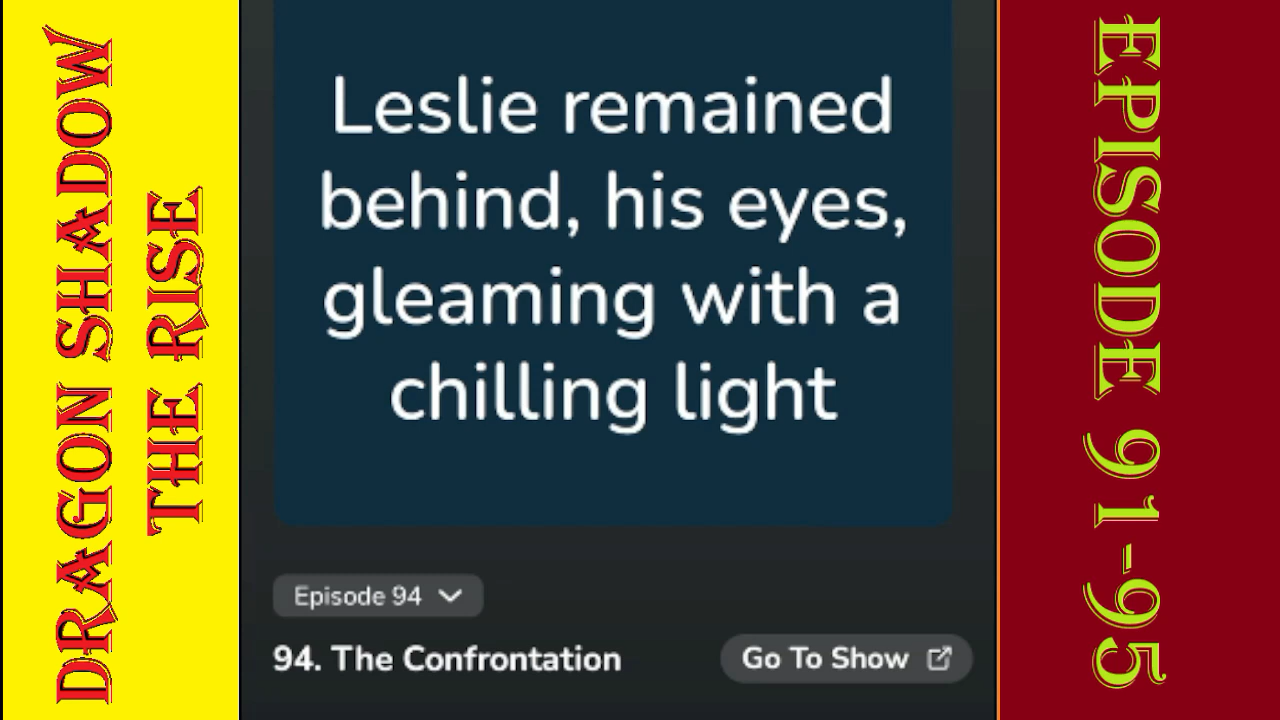 DRAGON SHADOW
THE RISE
Leslie remained
behind, his eyes,
gleaming with a
chilling light
Episode 94
94. The Confrontation
Go To Show
EPISODE 91-95